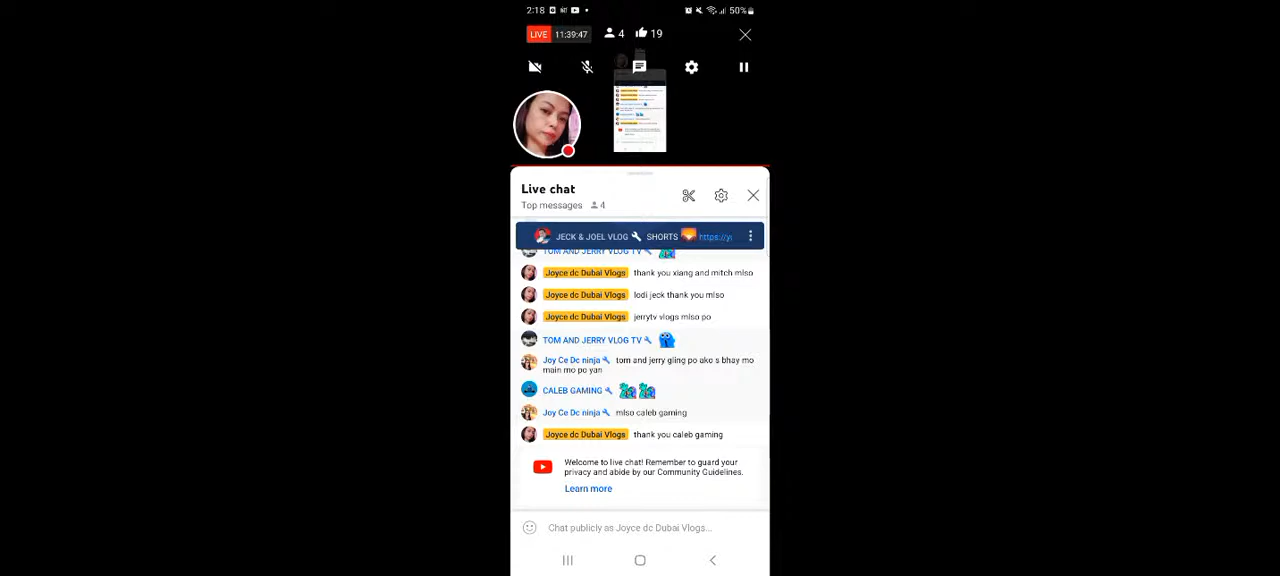 2:18
50%
LIVE 11:39:47 4 19
Live chat
Top messages 4
JECK & JOEL VLOG SHORTS https://y
TOM AND JERRY VLOG TV
Joyce dc Dubai Vlogs thank you xiang and mitch mlso
Joyce dc Dubai Vlogs lodi jeck thank you mlso
Joyce dc Dubai Vlogs jerrytv vlogs mlso po
TOM AND JERRY VLOG TV
Joy Ce Dc ninja tom and jerry gling po ako s bhay mo
main mo po yan
CALEB GAMING
Joy Ce Dc ninja mlso caleb gaming
Joyce dc Dubai Vlogs thank you caleb gaming
Welcome to live chat! Remember to guard your
privacy and abide by our Community Guidelines.
Learn more
Chat publicly as Joyce dc Dubai Vlogs...